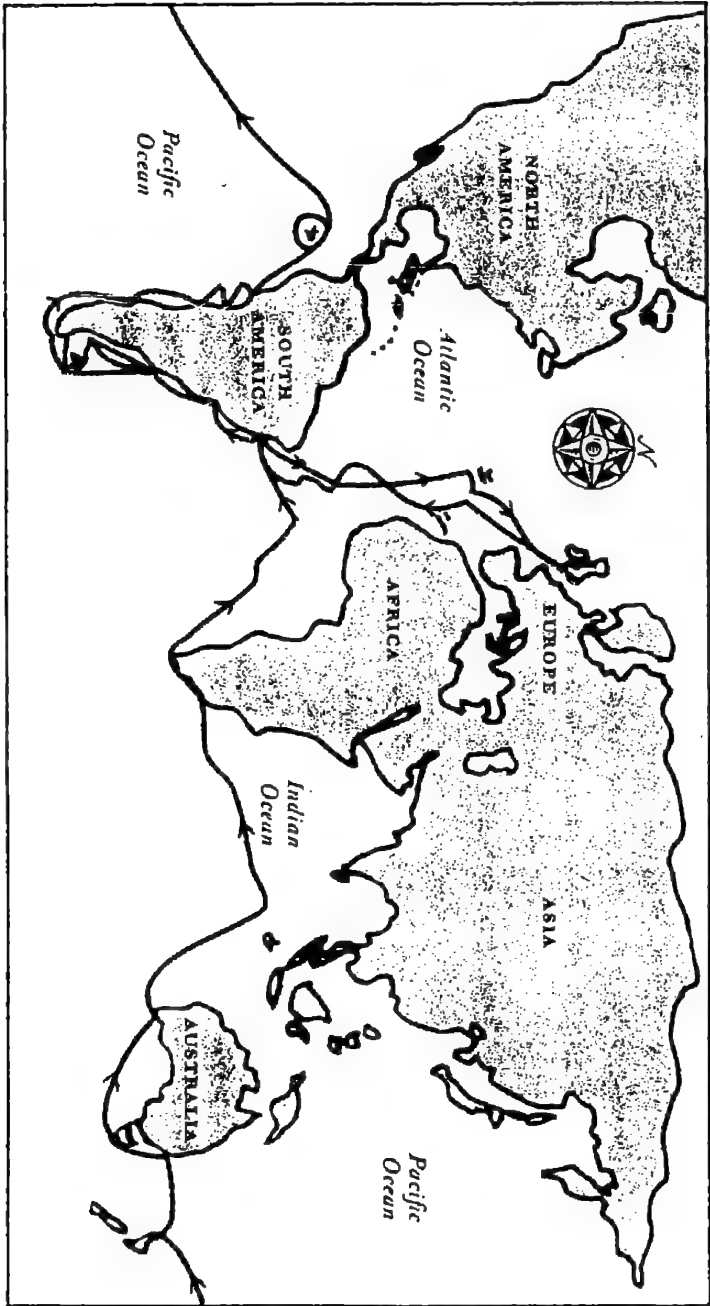 NORTH
AMERICA
Pacific
Ocean
Atlantic
Ocean
N
SOUTH
AMERICA
EUROPE
AFRICA
ASIA
Indian
Ocean
AUSTRALIA
Pacific
Ocean